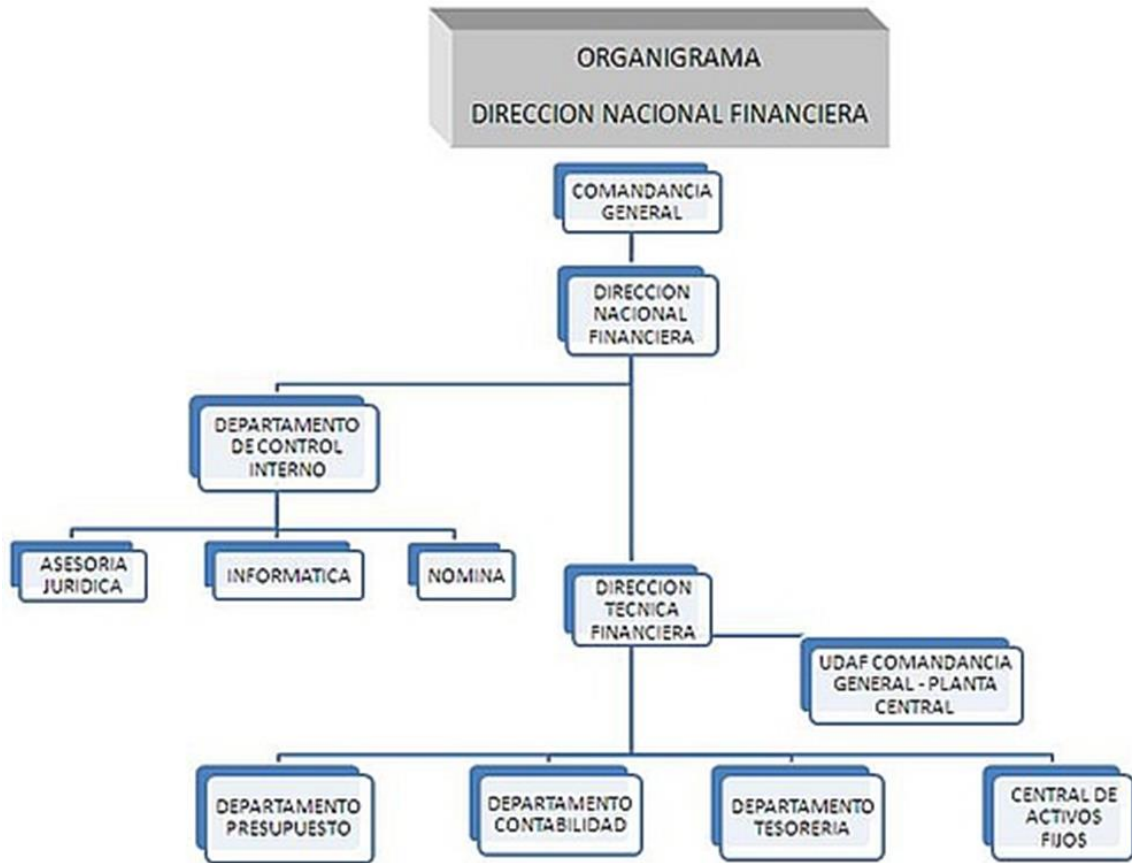 ORGANIGRAMA
DIRECCION NACIONAL FINANCIERA
COMANDANCIA
GENERAL
DIRECCION
NACIONAL
FINANCIERA
DEPARTAMENTO
DE CONTROL
INTERNO
ASESORIA
JURIDICA
INFORMATICA
NOMINA
DIRECCION
TECNICA
FINANCIERA
UDAF COMANDANCIA
GENERAL - PLANTA
CENTRAL
DEPARTAMENTO
PRESUPUESTO
DEPARTAMENTO
CONTABILIDAD
DEPARTAMENTO
TESORERIA
CENTRAL DE
ACTIVOS
FIJOS